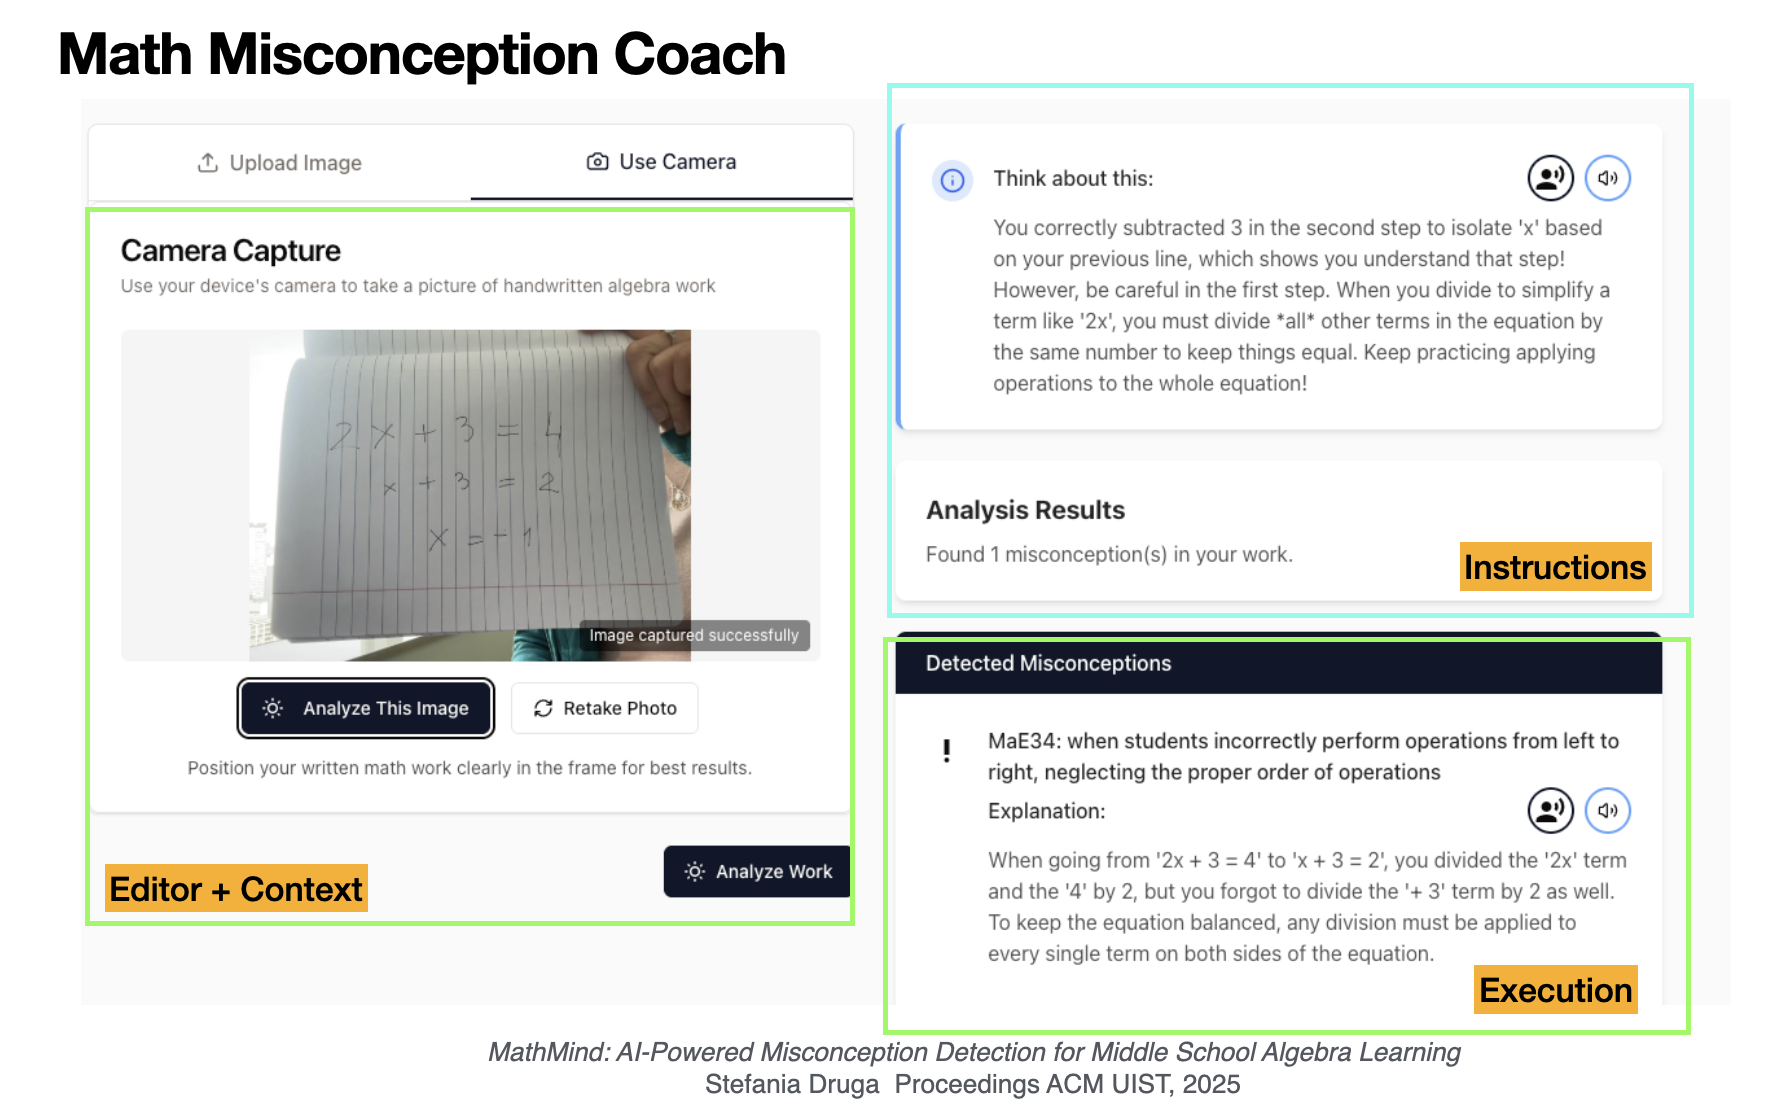 Math Misconception Coach
Upload Image
Use Camera
Camera Capture
Use your device's camera to take a picture of handwritten algebra work
2x + 3 = 4
x + 3 = 2
x = - 1
Image captured successfully
Analyze This Image
Retake Photo
Position your written math work clearly in the frame for best results.
Editor + Context
Analyze Work
Think about this:
You correctly subtracted 3 in the second step to isolate 'x' based
on your previous line, which shows you understand that step!
However, be careful in the first step. When you divide to simplify a
term like '2x', you must divide *all* other terms in the equation by
the same number to keep things equal. Keep practicing applying
operations to the whole equation!
Analysis Results
Found 1 misconception(s) in your work.
Instructions
Detected Misconceptions
! MaE34: when students incorrectly perform operations from left to
right, neglecting the proper order of operations
Explanation:
When going from '2x + 3 = 4' to 'x + 3 = 2', you divided the '2x' term
and the '4' by 2, but you forgot to divide the '+ 3' term by 2 as well.
To keep the equation balanced, any division must be applied to
every single term on both sides of the equation.
Execution
MathMind: AI-Powered Misconception Detection for Middle School Algebra Learning
Stefania Druga Proceedings ACM UIST, 2025